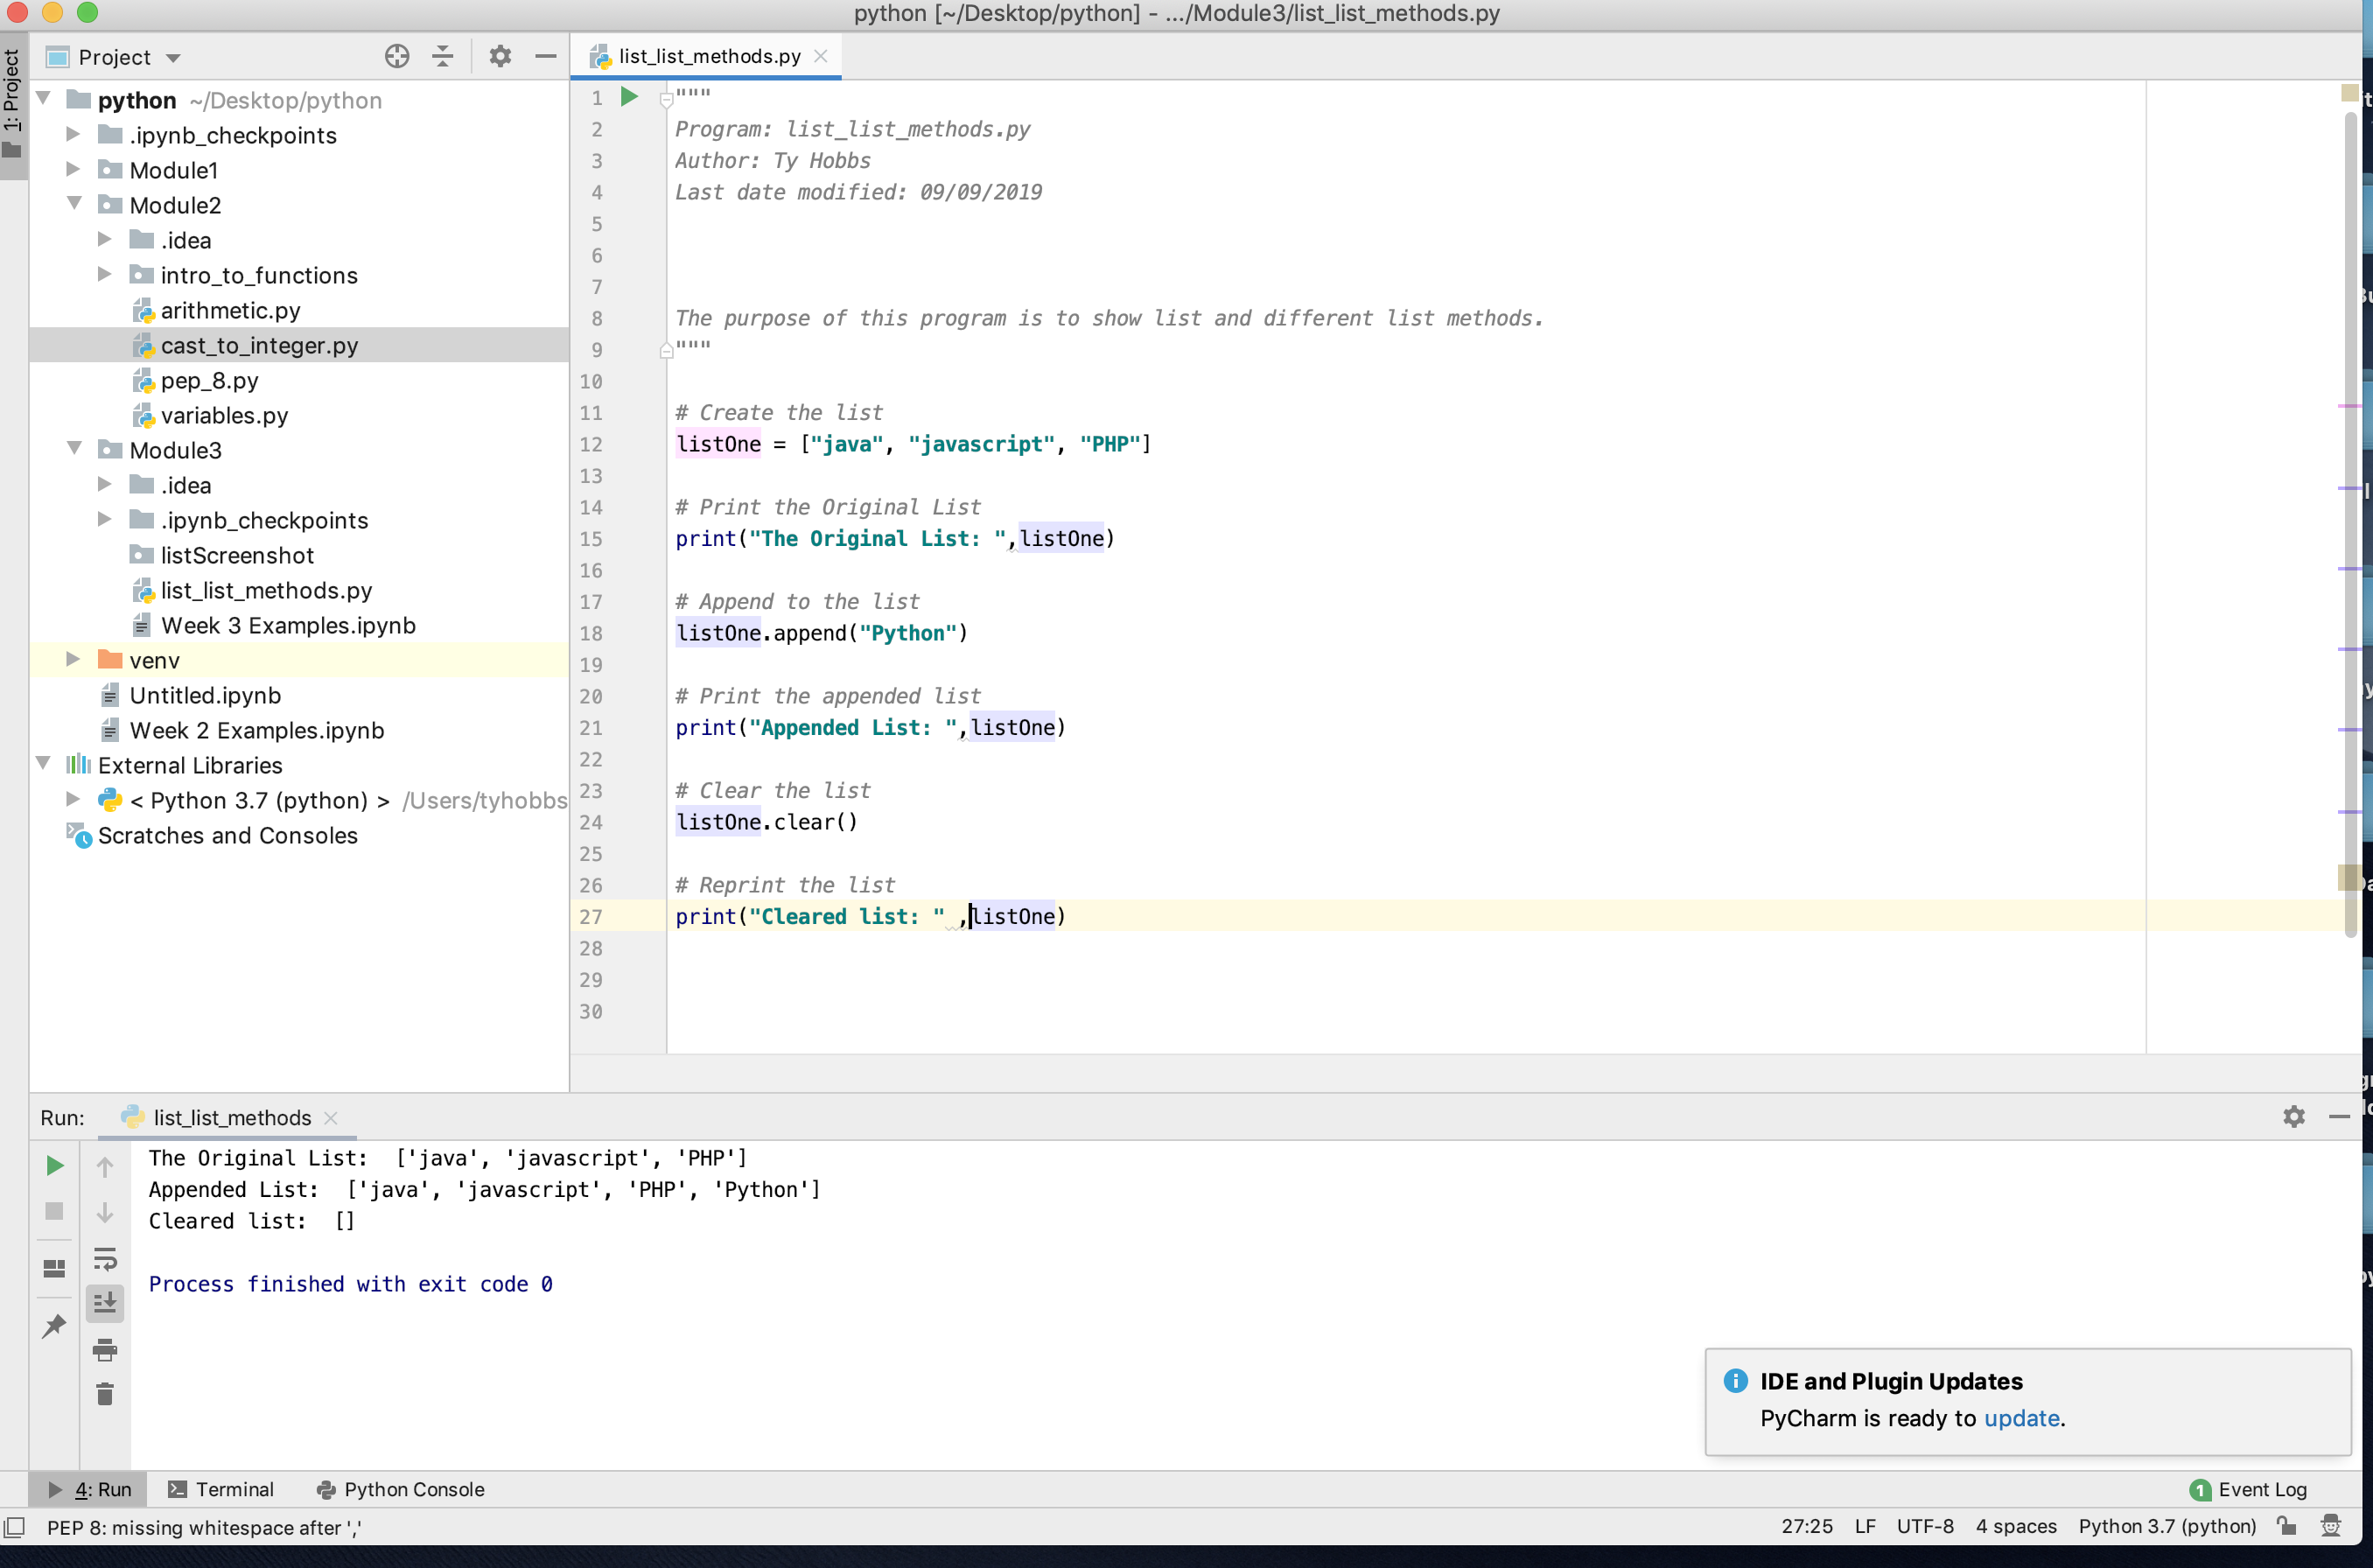 python [~/Desktop/python] - .../Module3/list_list_methods.py
1: Project
Project
python ~/Desktop/python
.ipynb_checkpoints
Module1
Module2
.idea
intro_to_functions
arithmetic.py
cast_to_integer.py
pep_8.py
variables.py
Module3
.idea
.ipynb_checkpoints
listScreenshot
list_list_methods.py
Week 3 Examples.ipynb
venv
Untitled.ipynb
Week 2 Examples.ipynb
External Libraries
< Python 3.7 (python) > /Users/tyhobbs
Scratches and Consoles
list_list_methods.py
1 """
2 Program: list_list_methods.py
3 Author: Ty Hobbs
4 Last date modified: 09/09/2019
5
6
7
8 The purpose of this program is to show list and different list methods.
9 """
10
11 # Create the list
12 listOne = ["java", "javascript", "PHP"]
13
14 # Print the Original List
15 print("The Original List: ",listOne)
16
17 # Append to the list
18 listOne.append("Python")
19
20 # Print the appended list
21 print("Appended List: ",listOne)
22
23 # Clear the list
24 listOne.clear()
25
26 # Reprint the list
27 print("Cleared list: " ,listOne)
28
29
30
Run: list_list_methods
The Original List:  ['java', 'javascript', 'PHP']
Appended List:  ['java', 'javascript', 'PHP', 'Python']
Cleared list:  []
Process finished with exit code 0
IDE and Plugin Updates
PyCharm is ready to update.
4: Run Terminal Python Console 1 Event Log
PEP 8: missing whitespace after ',' 27:25 LF UTF-8 4 spaces Python 3.7 (python)